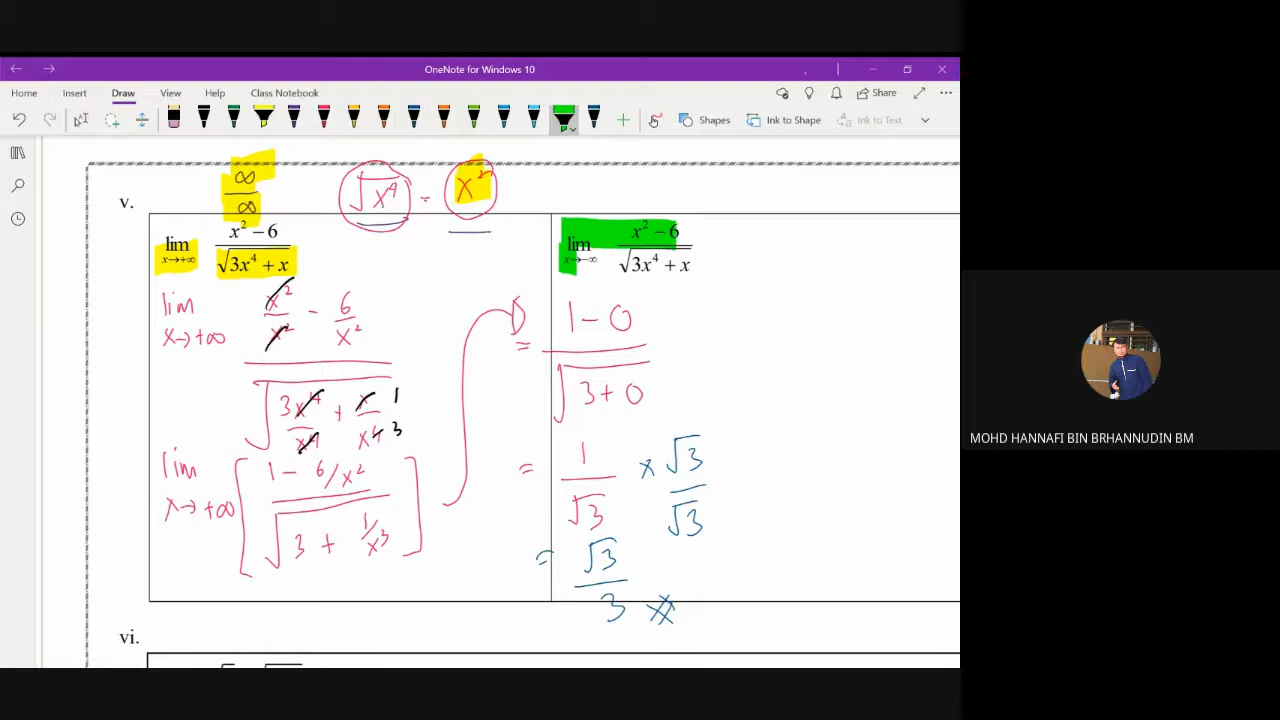 OneNote for Windows 10
Home Insert Draw View Help Class Notebook Share
Shapes Ink to Shape Ink to Text
v.
∞/∞
√x⁴ = x²
lim x→+∞ (x² − 6)/√(3x⁴ + x)
lim x→−∞ (x² − 6)/√(3x⁴ + x)
lim x→+∞ (x²/x² − 6/x²)/√(3x⁴/x⁴ + x/x⁴) 1 3
lim x→+∞ [(1 − 6/x²)/√(3 + 1/x³)]
= (1 − 0)/√(3 + 0)
= 1/√3 × √3/√3
= √3/3
vi.
MOHD HANNAFI BIN BRHANNUDIN BM